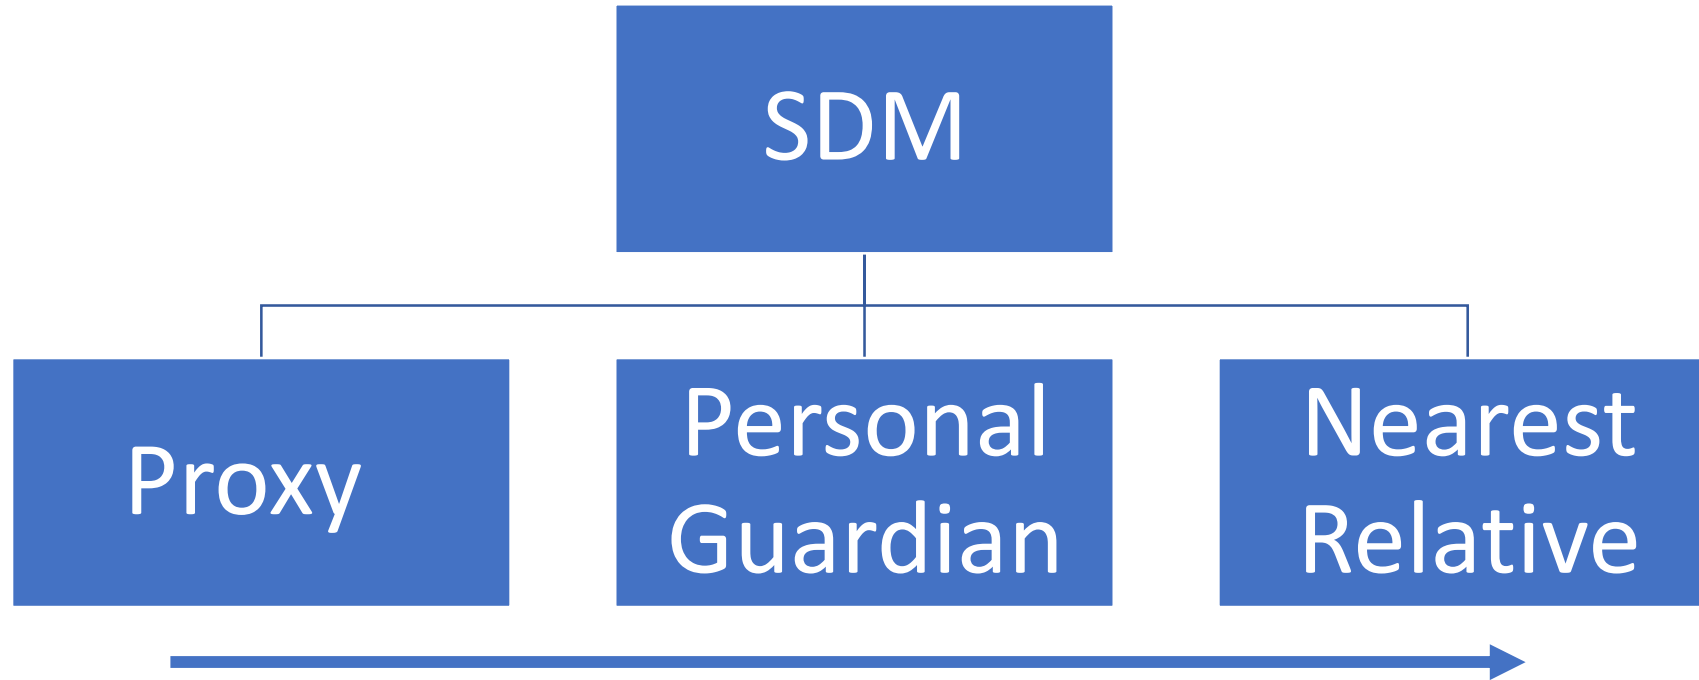 SDM
Proxy
Personal
Guardian
Nearest
Relative